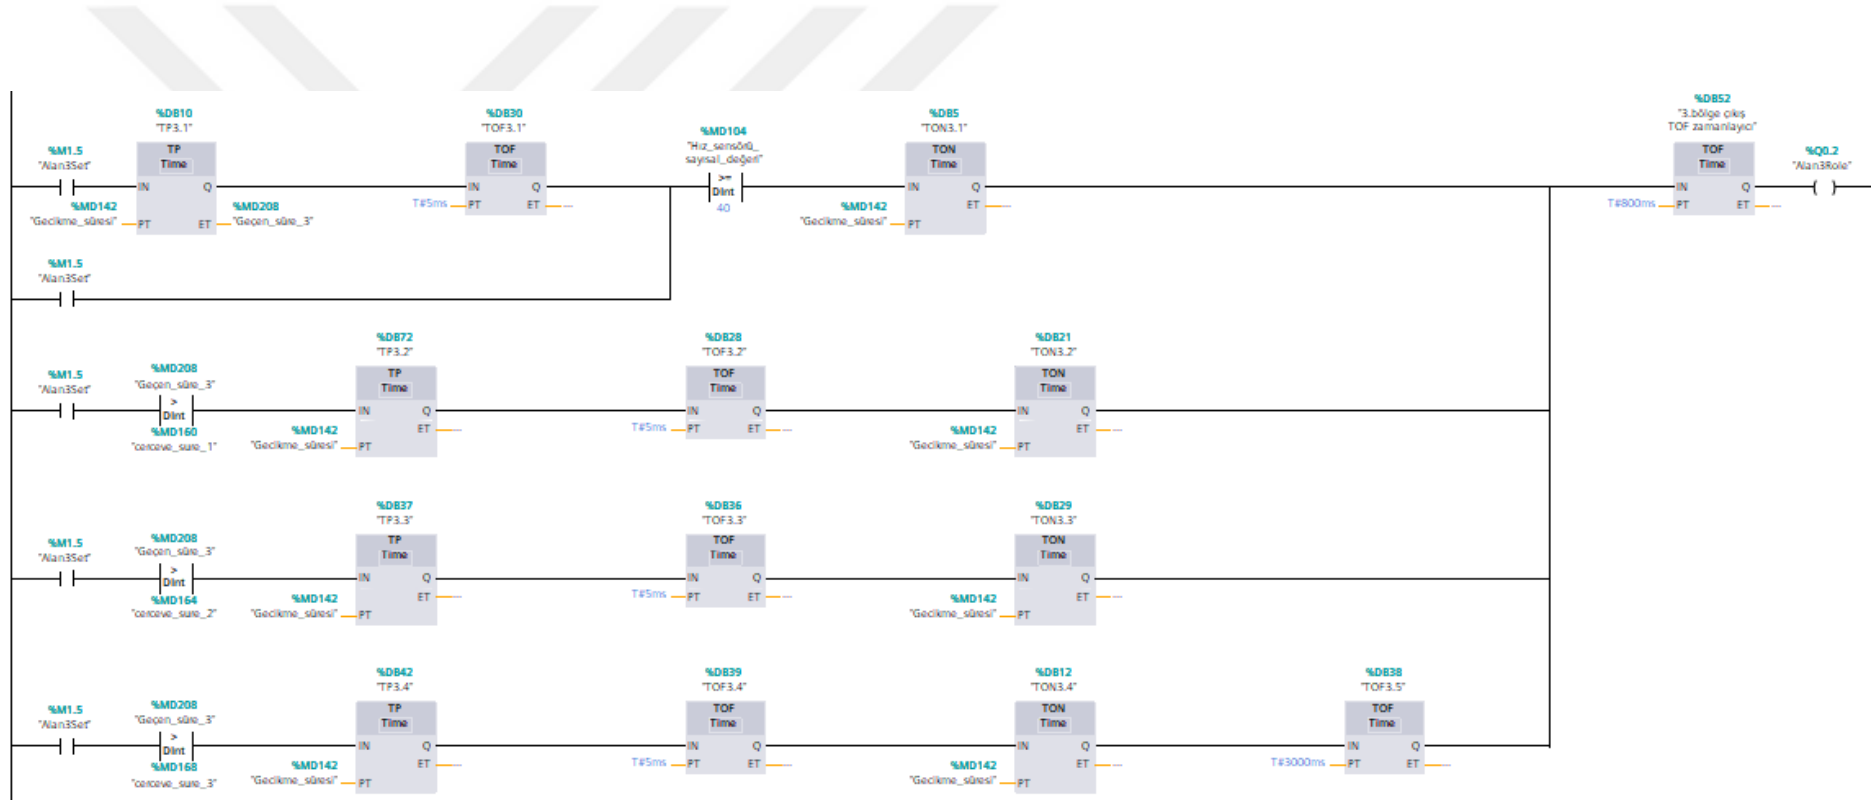 %DB10
"TP3.1"
TP
Time
%M1.5
"Alan3Set"
IN
Q
%MD142
"Gecikme_süresi"
PT
ET
%MD208
"Geçen_süre_3"
%DB30
"TOF3.1"
TOF
Time
IN
Q
T#5ms
PT
ET
...
%MD104
"Hız_sensörü_
sayısal_değeri"
>=
DInt
40
%DB5
"TON3.1"
TON
Time
IN
Q
ET
...
%MD142
"Gecikme_süresi"
PT
%DB52
"3.bölge çıkış
TOF zamanlayıcı"
TOF
Time
IN
Q
T#800ms
PT
ET
...
%Q0.2
"Alan3Role"
%M1.5
"Alan3Set"
%M1.5
"Alan3Set"
%MD208
"Geçen_süre_3"
>
DInt
%MD160
"cerceve_sure_1"
%DB72
"TP3.2"
TP
Time
IN
Q
ET
...
%MD142
"Gecikme_süresi"
PT
%DB28
"TOF3.2"
TOF
Time
IN
Q
T#5ms
PT
ET
...
%DB21
"TON3.2"
TON
Time
IN
Q
ET
...
%MD142
"Gecikme_süresi"
PT
%M1.5
"Alan3Set"
%MD208
"Geçen_süre_3"
>
DInt
%MD164
"cerceve_sure_2"
%DB37
"TP3.3"
TP
Time
IN
Q
ET
...
%MD142
"Gecikme_süresi"
PT
%DB36
"TOF3.3"
TOF
Time
IN
Q
T#5ms
PT
ET
...
%DB29
"TON3.3"
TON
Time
IN
Q
ET
...
%MD142
"Gecikme_süresi"
PT
%M1.5
"Alan3Set"
%MD208
"Geçen_süre_3"
>
DInt
%MD168
"cerceve_sure_3"
%DB42
"TP3.4"
TP
Time
IN
Q
ET
...
%MD142
"Gecikme_süresi"
PT
%DB39
"TOF3.4"
TOF
Time
IN
Q
T#5ms
PT
ET
...
%DB12
"TON3.4"
TON
Time
IN
Q
ET
...
%MD142
"Gecikme_süresi"
PT
%DB38
"TOF3.5"
TOF
Time
IN
Q
T#3000ms
PT
ET
...